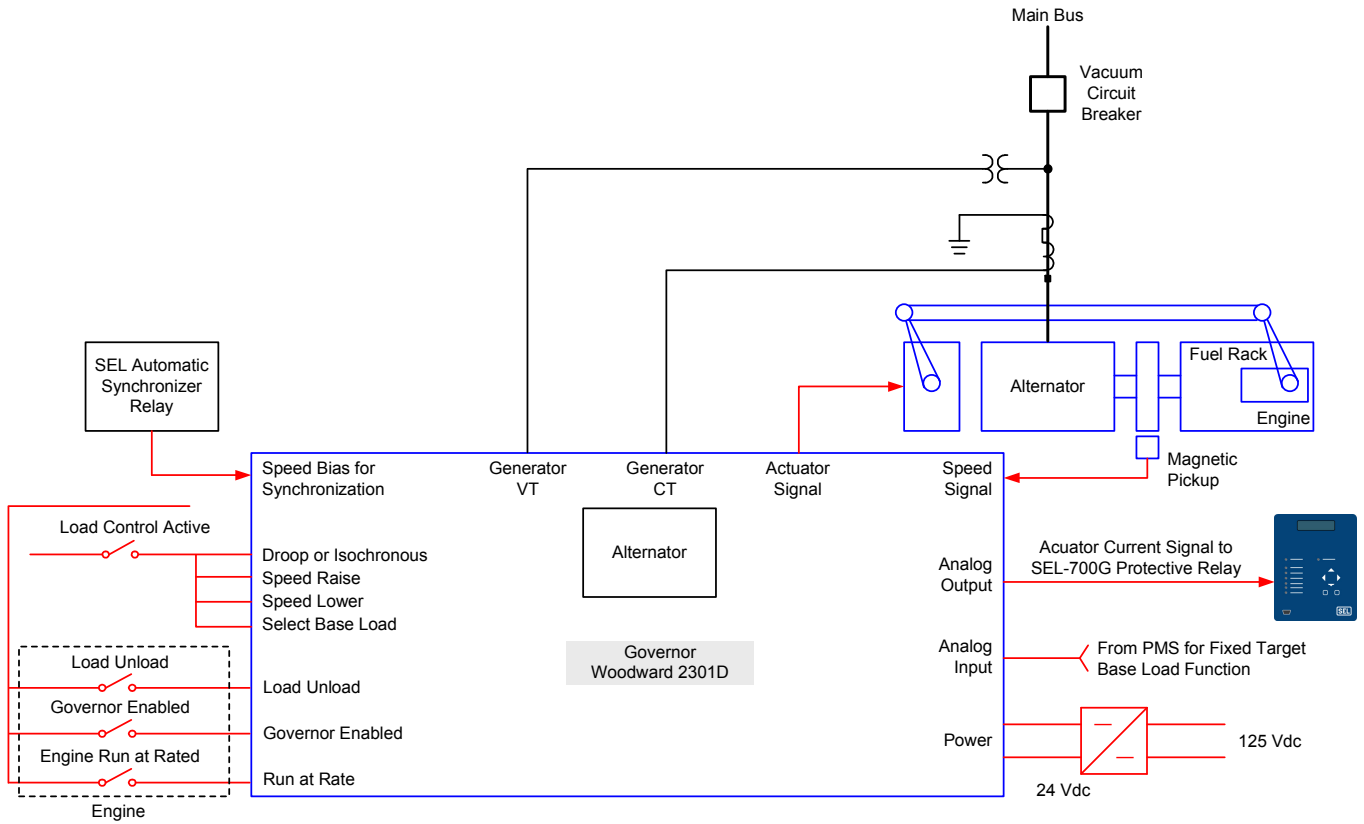 Main Bus
Vacuum
Circuit
Breaker
SEL Automatic
Synchronizer
Relay
Alternator
Fuel Rack
Engine
Magnetic
Pickup
Speed Bias for
Synchronization
Generator
VT
Generator
CT
Actuator
Signal
Speed
Signal
Load Control Active
Droop or Isochronous
Speed Raise
Speed Lower
Select Base Load
Alternator
Analog
Output
Acuator Current Signal to
SEL-700G Protective Relay
SEL
Governor
Woodward 2301D
Analog
Input
From PMS for Fixed Target
Base Load Function
Load Unload
Load Unload
Governor Enabled
Governor Enabled
Engine Run at Rated
Run at Rate
Engine
Power
125 Vdc
24 Vdc